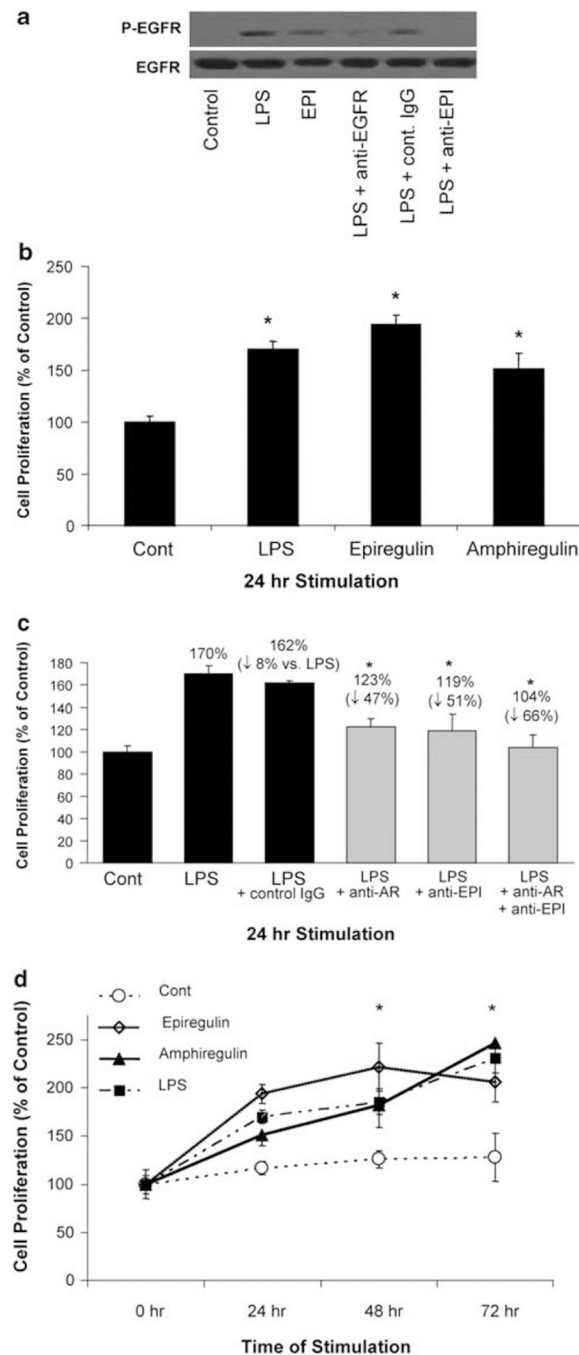 a
P-EGFR
EGFR
Control
LPS
EPI
LPS + anti-EGFR
LPS + cont. IgG
LPS + anti-EPI
b
Cell Proliferation (% of Control)
250
200
150
100
50
0
*
*
*
Cont
LPS
Epiregulin
Amphiregulin
24 hr Stimulation
c
Cell Proliferation (% of Control)
180
160
140
120
100
80
60
40
20
0
170%
162%
(↓ 8% vs. LPS)
*
123%
(↓ 47%)
*
119%
(↓ 51%)
*
104%
(↓ 66%)
Cont
LPS
LPS
+ control IgG
LPS
+ anti-AR
LPS
+ anti-EPI
LPS
+ anti-AR
+ anti-EPI
24 hr Stimulation
d
Cell Proliferation (% of Control)
Cont
Epiregulin
Amphiregulin
LPS
*
*
250
200
150
100
50
0
0 hr
24 hr
48 hr
72 hr
Time of Stimulation